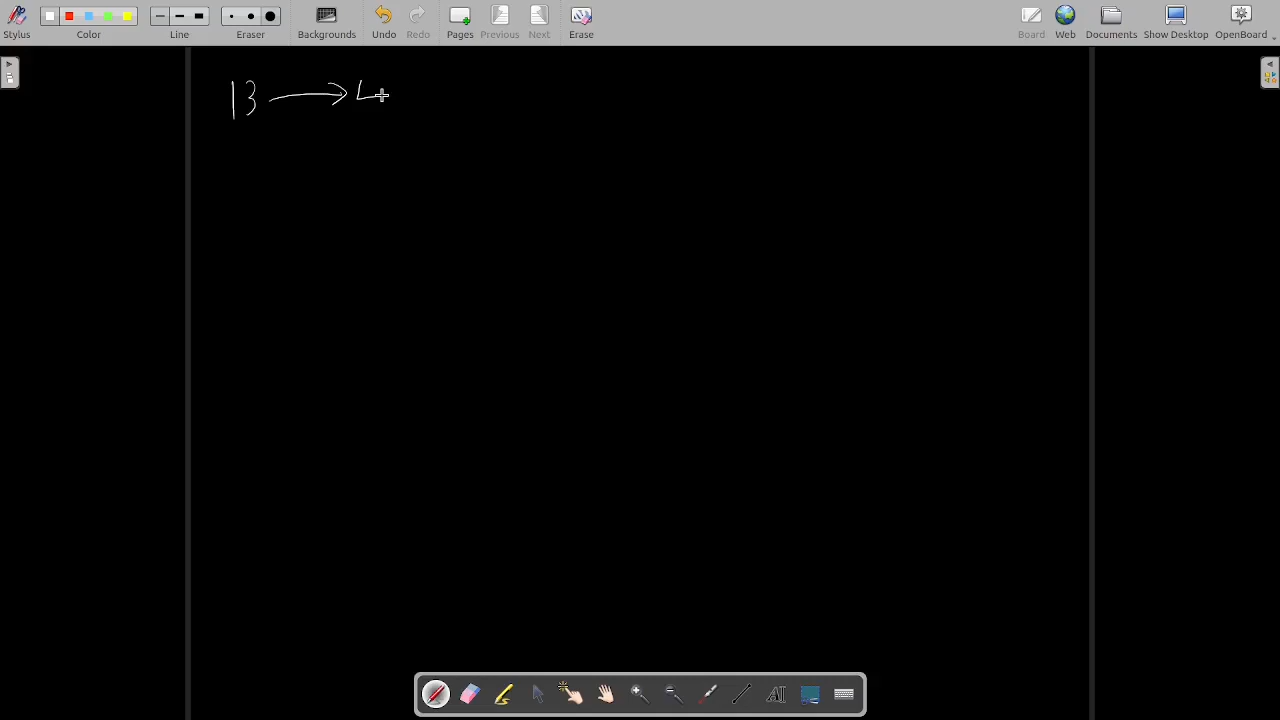 Stylus Color Line Eraser Backgrounds Undo Redo Pages Previous Next Erase Board Web Documents Show Desktop OpenBoard
13 →